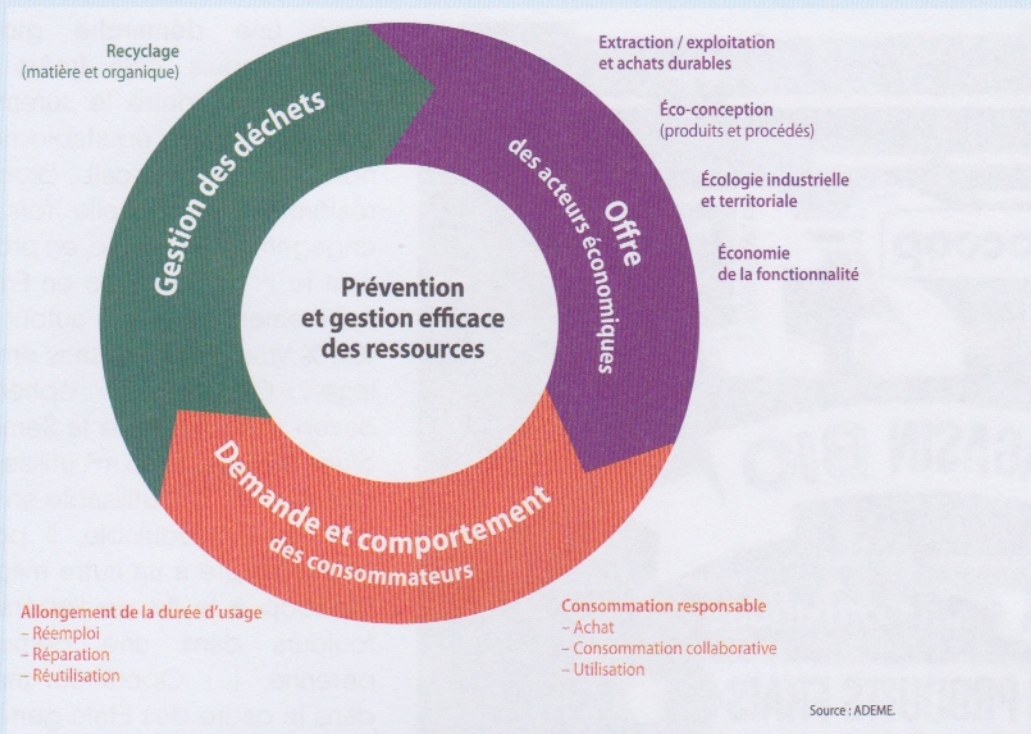 Recyclage
(matière et organique)
Gestion des déchets
Extraction / exploitation
et achats durables
Éco-conception
(produits et procédés)
Écologie industrielle
et territoriale
Économie
de la fonctionnalité
Offre
des acteurs économiques
Prévention
et gestion efficace
des ressources
Demande et comportement
des consommateurs
Allongement de la durée d'usage
– Réemploi
– Réparation
– Réutilisation
Consommation responsable
– Achat
– Consommation collaborative
– Utilisation
Source : ADEME.